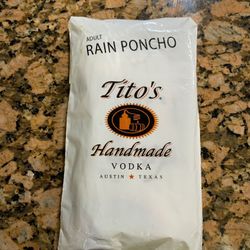 ADULT
RAIN PONCHO
Tito's
Handmade
VODKA
AUSTIN ★ TEXAS